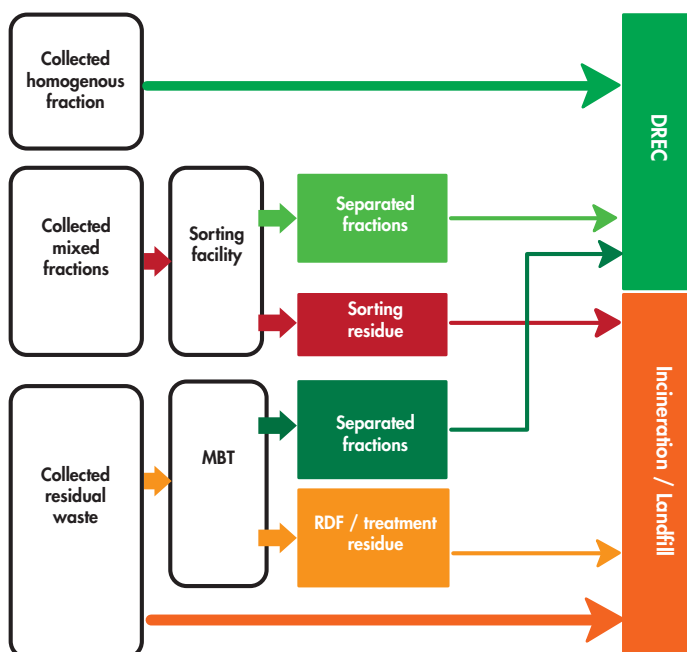 Collected
homogenous
fraction
DREC
Collected
mixed
fractions
Sorting
facility
Separated
fractions
Sorting
residue
Collected
residual
waste
MBT
Separated
fractions
RDF / treatment
residue
Incineration / Landfill